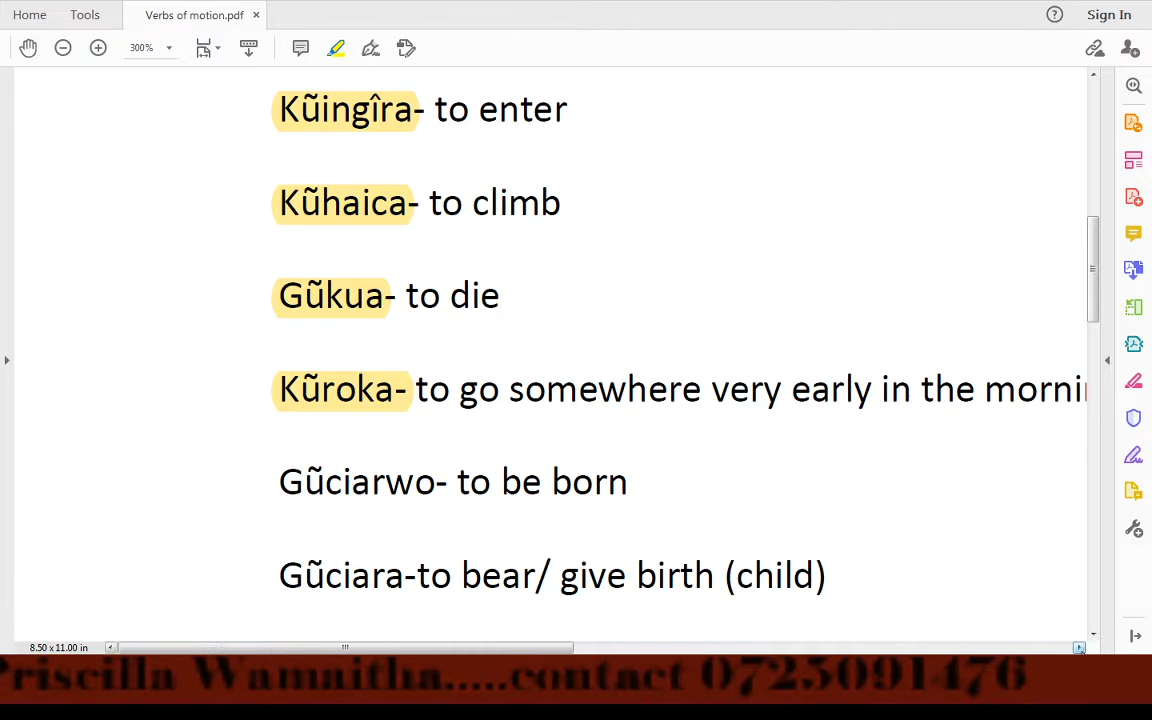 Home Tools Verbs of motion.pdf × Sign In
300%
Kũingîra- to enter
Kũhaica- to climb
Gũkua- to die
Kũroka- to go somewhere very early in the mornin
Gũciarwo- to be born
Gũciara-to bear/ give birth (child)
8.50 x 11.00 in
Priscilla Wamaitha.....contact 0725091476